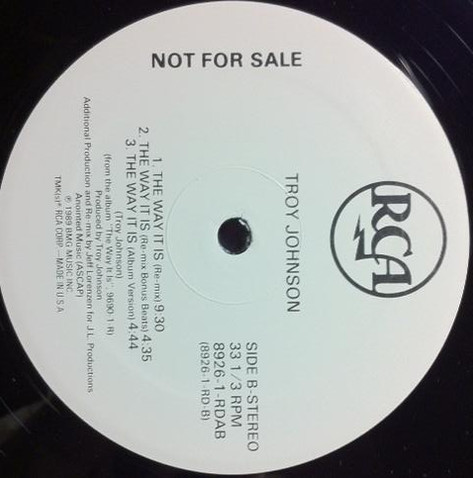 NOT FOR SALE
RCA
TROY JOHNSON
SIDE B-STEREO
33 1/3 RPM
8926-1-RDAB
(8926-1-RD-B)
1. THE WAY IT IS (Re-mix) 9:30
2. THE WAY IT IS (Re-mix Bonus Beats) 4:35
3. THE WAY IT IS (Album Version) 4:44
(Troy Johnson)
(from the album "The Way It Is": 9690-1-R)
Produced by Troy Johnson
Additional Production and Re-mix by Jeff Lorenzen for J.L. Productions
Anointed Music (ASCAP)
℗ 1989 BMG MUSIC INC.
TMK(s)® RCA CORP.—MADE IN U.S.A